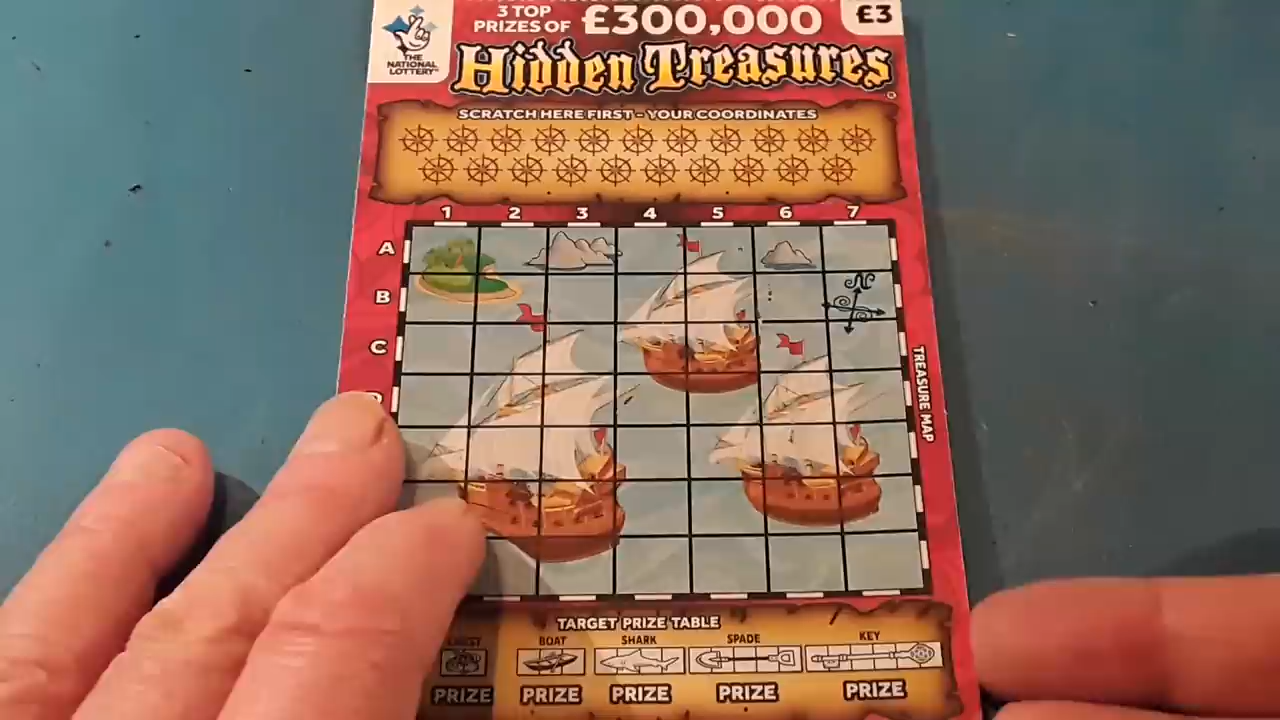 3 TOP
PRIZES OF £300,000
£3
THE
NATIONAL
LOTTERY
Hidden Treasures
SCRATCH HERE FIRST - YOUR COORDINATES
1 2 3 4 5 6 7
A
B
N
C
TREASURE MAP
TARGET PRIZE TABLE
BOAT SHARK SPADE KEY
PRIZE PRIZE PRIZE PRIZE PRIZE